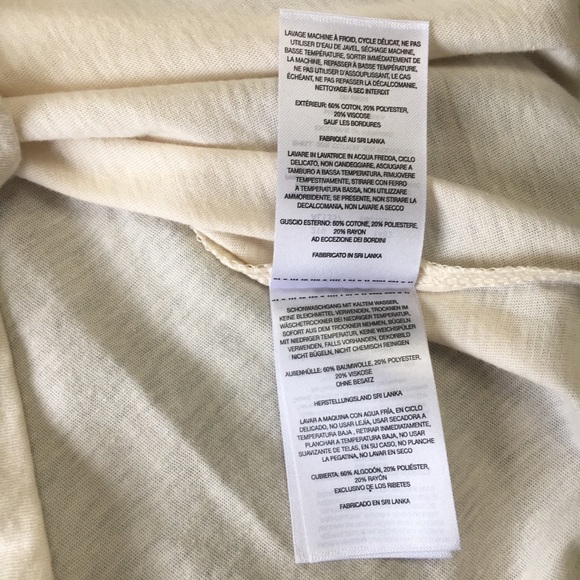 LAVAGE MACHINE À FROID, CYCLE DÉLICAT, NE PAS
UTILISER D'EAU DE JAVEL, SÉCHAGE MACHINE,
BASSE TEMPÉRATURE, SORTIR IMMÉDIATEMENT DE
LA MACHINE, REPASSER À BASSE TEMPÉRATURE,
NE PAS UTILISER D'ASSOUPLISSANT, LE CAS
ÉCHÉANT, NE PAS REPASSER LA DÉCALCOMANIE,
NETTOYAGE À SEC INTERDIT
EXTÉRIEUR: 60% COTON, 20% POLYESTER,
20% VISCOSE
SAUF LES BORDURES
FABRIQUÉ AU SRI LANKA
LAVARE IN LAVATRICE IN ACQUA FREDDA, CICLO
DELICATO, NON CANDEGGIARE, ASCIUGARE A
TAMBURO A BASSA TEMPERATURA, RIMUOVERE
TEMPESTIVAMENTE, STIRARE CON FERRO
A TEMPERATURA BASSA, NON UTILIZZARE
AMMORBIDENTE, SE PRESENTE, NON STIRARE LA
DECALCOMANIA, NON LAVARE A SECCO
GUSCIO ESTERNO: 60% COTONE, 20% POLIESTERE,
20% RAYON
AD ECCEZIONE DEI BORDINI
FABBRICATO IN SRI LANKA
SCHONWASCHGANG MIT KALTEM WASSER,
KEINE BLEICHMITTEL VERWENDEN, TROCKNEN IM
WÄSCHETROCKNER BEI NIEDRIGER TEMPERATUR,
SOFORT AUS DEM TROCKNER NEHMEN, BÜGELN
MIT NIEDRIGER TEMPERATUR, KEINE WEICHSPÜLER
VERWENDEN, FALLS VORHANDEN, DEKORBILD
NICHT BÜGELN, NICHT CHEMISCH REINIGEN
AUßENHÜLLE: 60% BAUMWOLLE, 20% POLYESTER,
20% VISKOSE
OHNE BESATZ
HERSTELLUNGSLAND SRI LANKA
LAVAR A MAQUINA CON AGUA FRÍA, EN CICLO
DELICADO, NO USAR LEJIA, USAR SECADORA A
TEMPERATURA BAJA , RETIRAR INMEDIATAMENTE,
PLANCHAR A TEMPERATURA BAJA, NO USAR
SUAVIZANTE DE TELAS, EN SU CASO, NO PLANCHE
LA PEGATINA, NO LAVAR EN SECO
CUBIERTA: 60% ALGODÓN, 20% POLIÉSTER,
20% RAYÓN
EXCLUSIVO DE LOS RIBETES
FABRICADO EN SRI LANKA